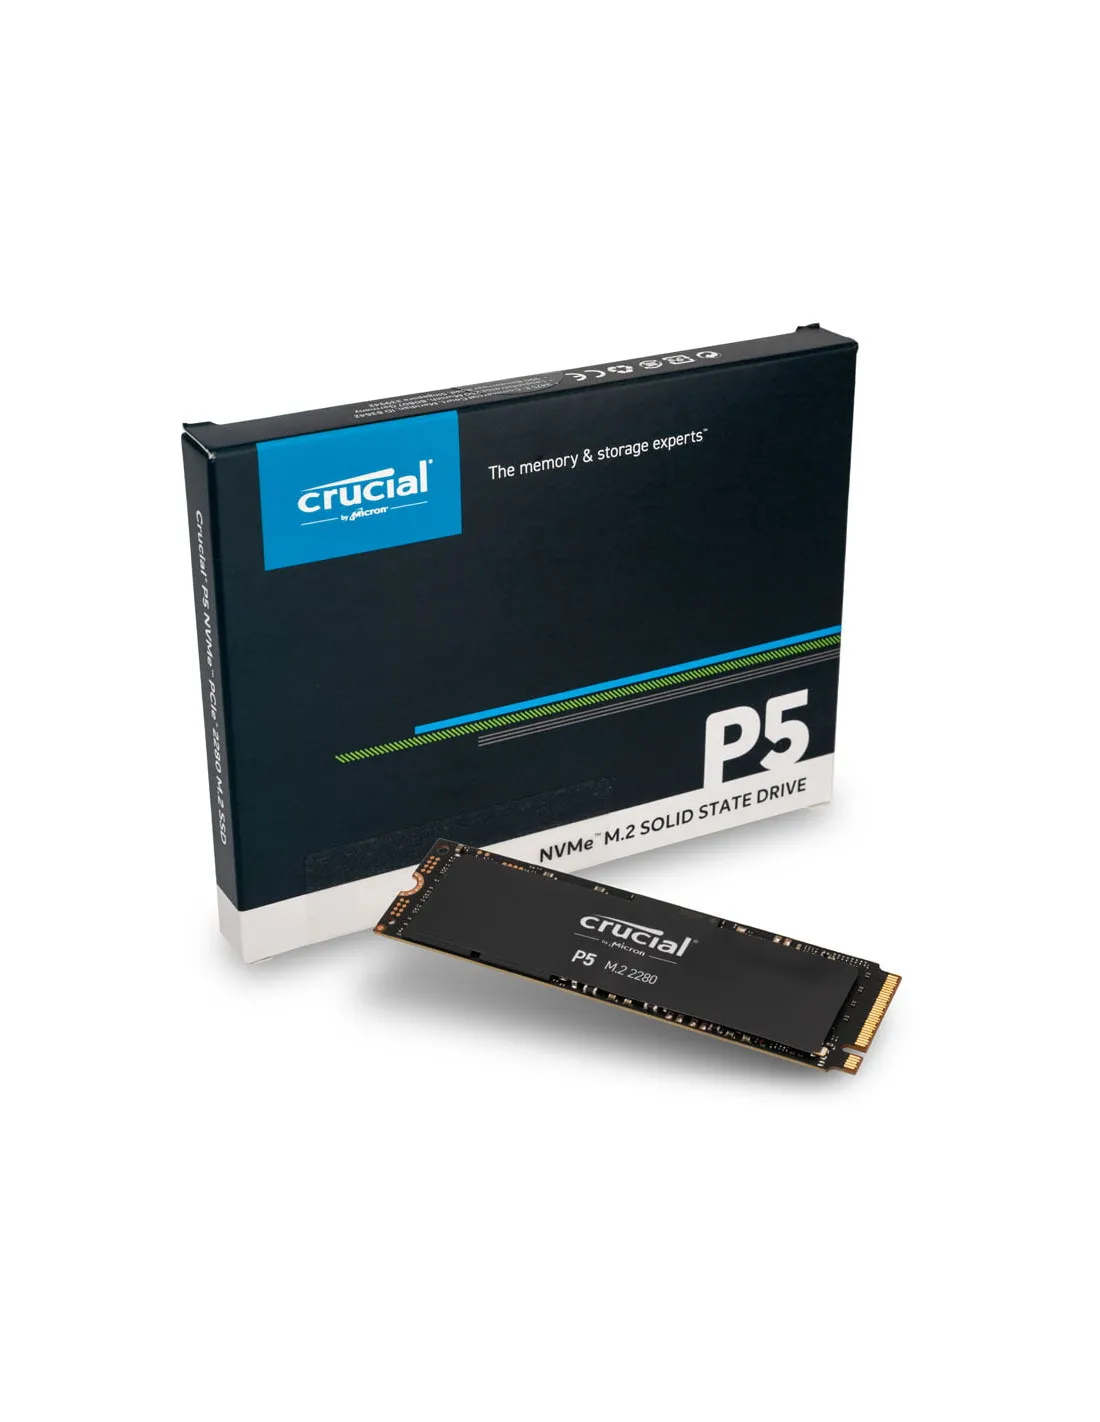 crucial
by Micron
The memory & storage experts™
Crucial® P5 NVMe™ PCIe® 2280 M.2 SSD
P5
NVMe™ M.2 SOLID STATE DRIVE
crucial
by Micron
P5 M.2 2280